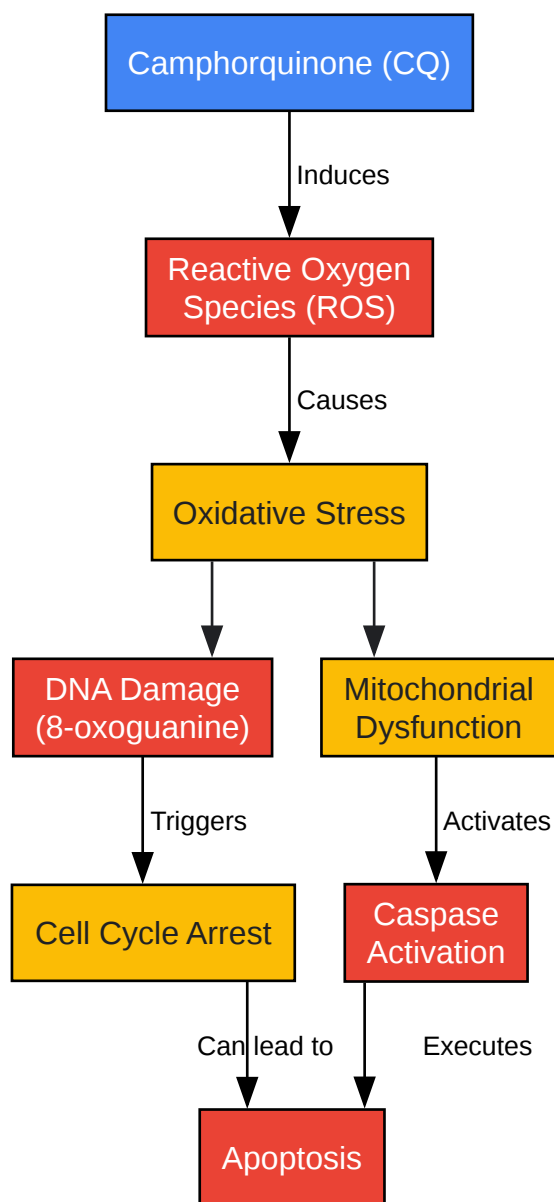 Camphorquinone (CQ)
Induces
Reactive Oxygen
Species (ROS)
Causes
Oxidative Stress
DNA Damage
(8-oxoguanine)
Mitochondrial
Dysfunction
Triggers
Activates
Cell Cycle Arrest
Caspase
Activation
Can lead to
Executes
Apoptosis